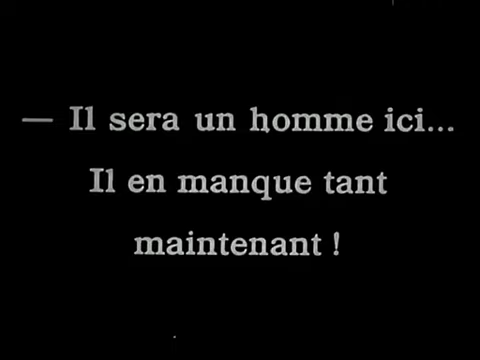 — Il sera un homme ici...
Il en manque tant
maintenant !